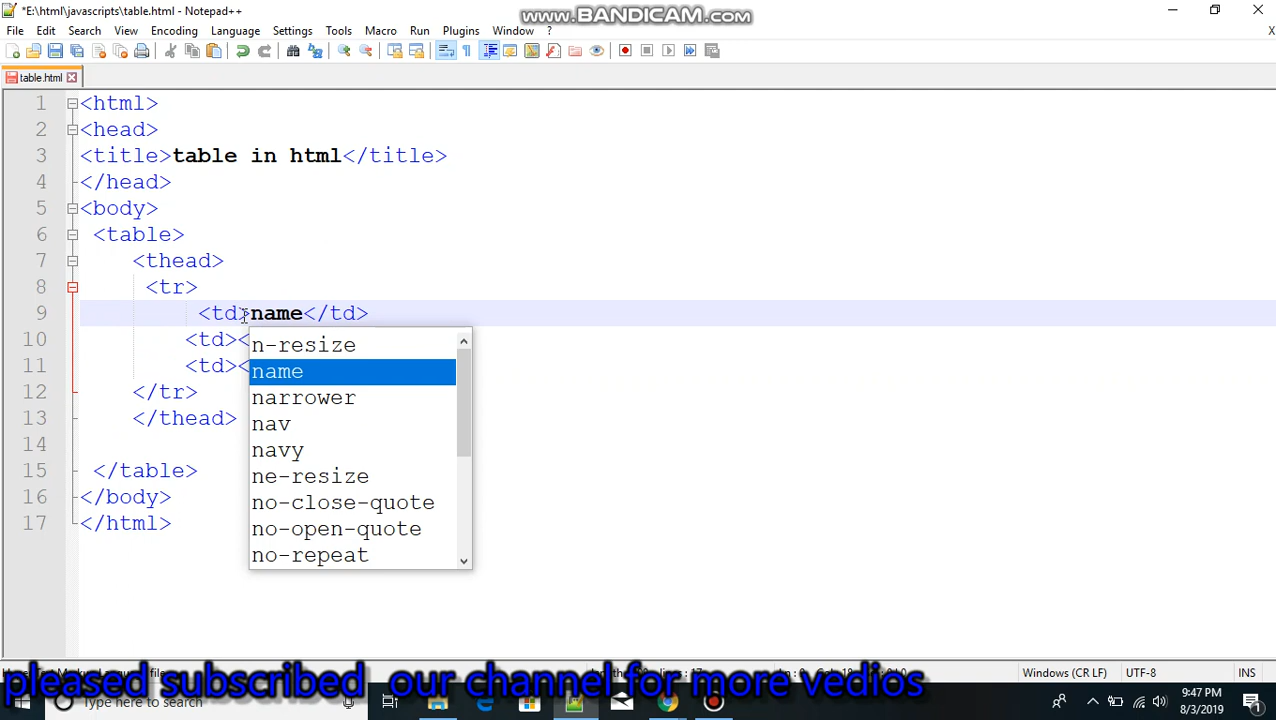 *E:\html\javascripts\table.html - Notepad++
www.BANDICAM.com
File Edit Search View Encoding Language Settings Tools Macro Run Plugins Window ?
X
table.html
1 <html>
2 <head>
3 <title>table in html</title>
4 </head>
5 <body>
6 <table>
7 <thead>
8 <tr>
9 <td>name</td>
10 <td><
11 <td><
12 </tr>
13 </thead>
14
15 </table>
16 </body>
17 </html>
n-resize
name
narrower
nav
navy
ne-resize
no-close-quote
no-open-quote
no-repeat
Windows (CR LF) UTF-8 INS
pleased subscribed our channel for more vedios
Type here to search
9:47 PM
8/3/2019
1